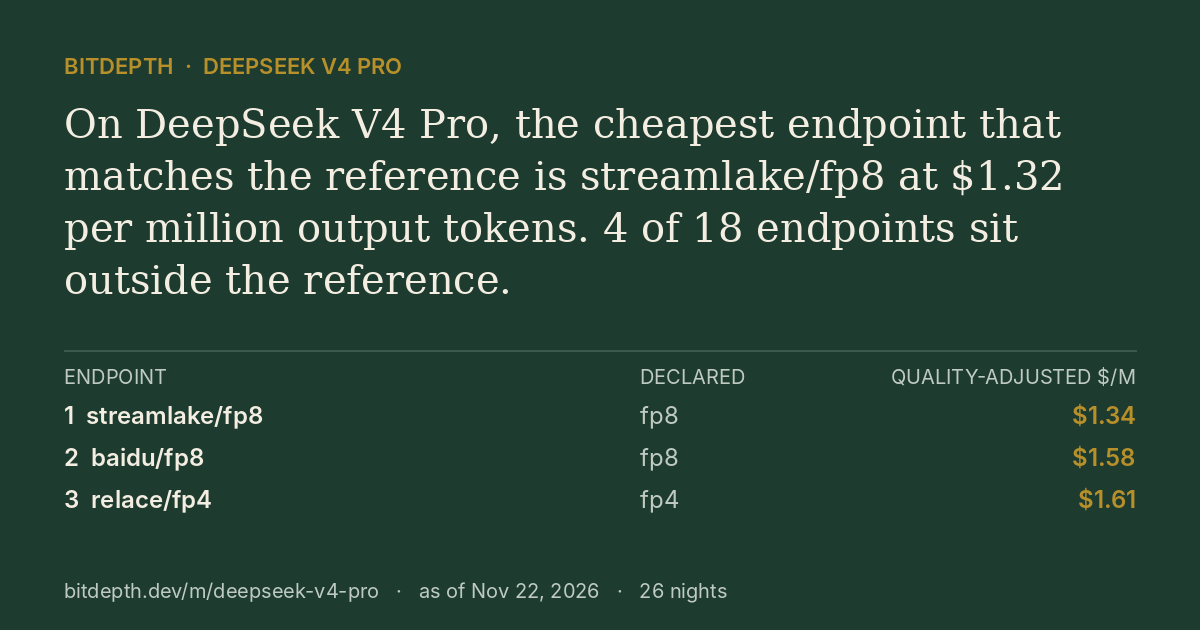 BITDEPTH · DEEPSEEK V4 PRO
On DeepSeek V4 Pro, the cheapest endpoint that
matches the reference is streamlake/fp8 at $1.32
per million output tokens. 4 of 18 endpoints sit
outside the reference.
ENDPOINT DECLARED QUALITY-ADJUSTED $/M
1 streamlake/fp8 fp8 $1.34
2 baidu/fp8 fp8 $1.58
3 relace/fp4 fp4 $1.61
bitdepth.dev/m/deepseek-v4-pro · as of Nov 22, 2026 · 26 nights